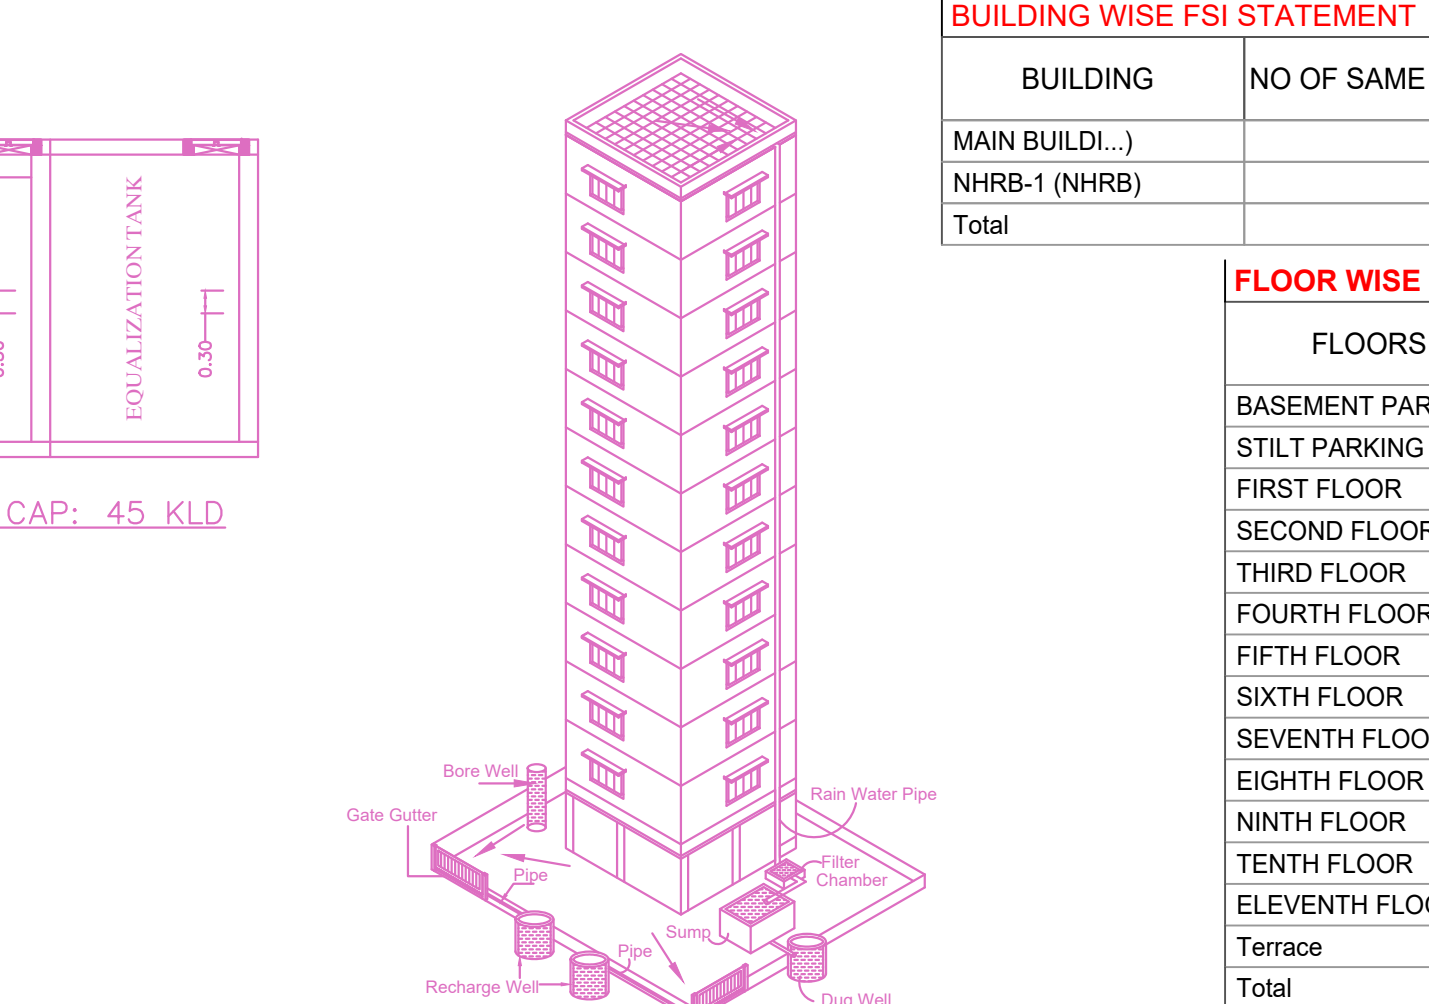 BUILDING WISE FSI STATEMENT
BUILDING
NO OF SAME
MAIN BUILDI...)
NHRB-1 (NHRB)
Total
FLOOR WISE
FLOORS
BASEMENT PAR
STILT PARKING
FIRST FLOOR
SECOND FLOOR
THIRD FLOOR
FOURTH FLOOR
FIFTH FLOOR
SIXTH FLOOR
SEVENTH FLOO
EIGHTH FLOOR
NINTH FLOOR
TENTH FLOOR
ELEVENTH FLOO
Terrace
Total
EQUALIZATION TANK
0.30
CAP: 45 KLD
Bore Well
Gate Gutter
Pipe
Rain Water Pipe
Filter
Chamber
Sump
Pipe
Recharge Well
Dug Well